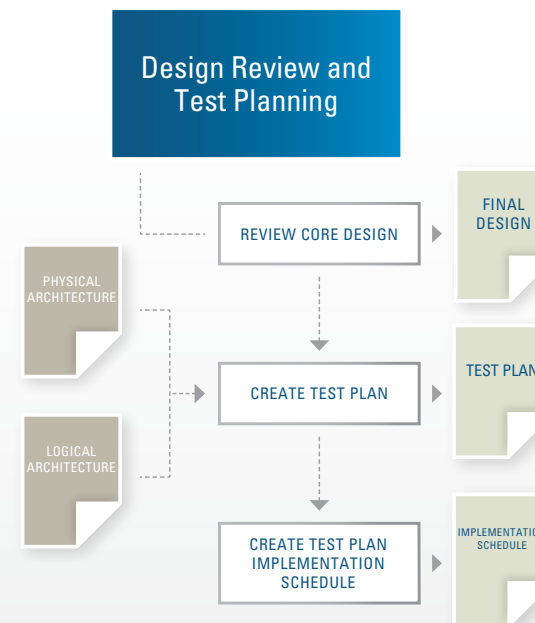 Design Review and
Test Planning
FINAL
DESIGN
REVIEW CORE DESIGN
PHYSICAL
ARCHITECTURE
TEST PLAN
CREATE TEST PLAN
LOGICAL
ARCHITECTURE
IMPLEMENTATIO
SCHEDULE
CREATE TEST PLAN
IMPLEMENTATION
SCHEDULE